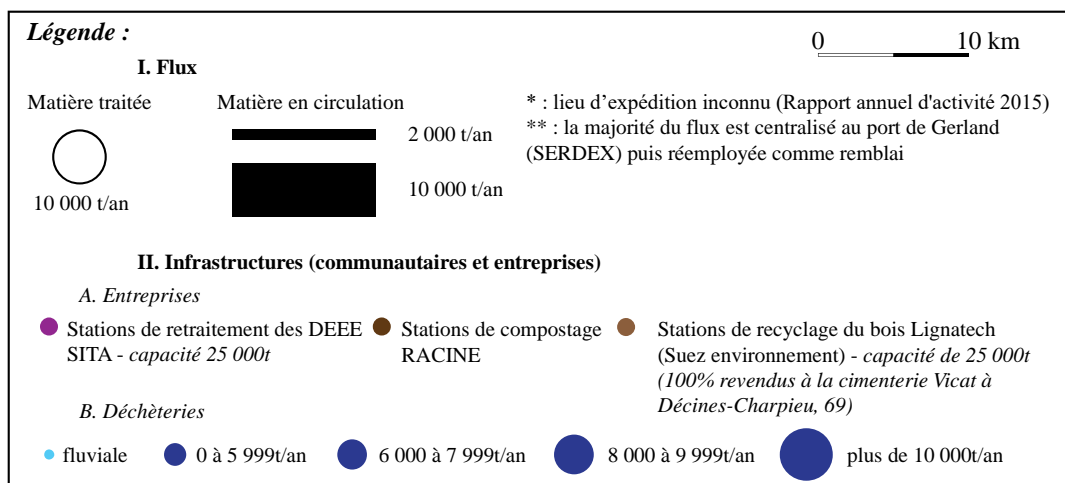 Légende :
0 10 km
I. Flux
Matière traitée
10 000 t/an
Matière en circulation
2 000 t/an
10 000 t/an
* : lieu d’expédition inconnu (Rapport annuel d'activité 2015)
** : la majorité du flux est centralisé au port de Gerland
(SERDEX) puis réemployée comme remblai
II. Infrastructures (communautaires et entreprises)
A. Entreprises
Stations de retraitement des DEEE
SITA - capacité 25 000t
Stations de compostage
RACINE
Stations de recyclage du bois Lignatech
(Suez environnement) - capacité de 25 000t
(100% revendus à la cimenterie Vicat à
Décines-Charpieu, 69)
B. Déchèteries
fluviale
0 à 5 999t/an
6 000 à 7 999t/an
8 000 à 9 999t/an
plus de 10 000t/an